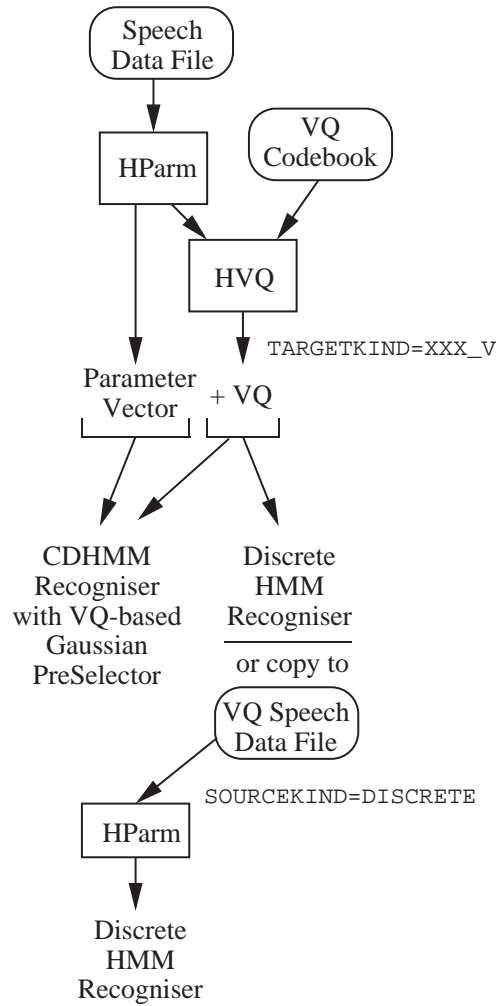 Speech
Data File
VQ
Codebook
HParm
HVQ
TARGETKIND=XXX_V
Parameter
Vector
+ VQ
CDHMM
Recogniser
with VQ-based
Gaussian
PreSelector
Discrete
HMM
Recogniser
or copy to
VQ Speech
Data File
SOURCEKIND=DISCRETE
HParm
Discrete
HMM
Recogniser